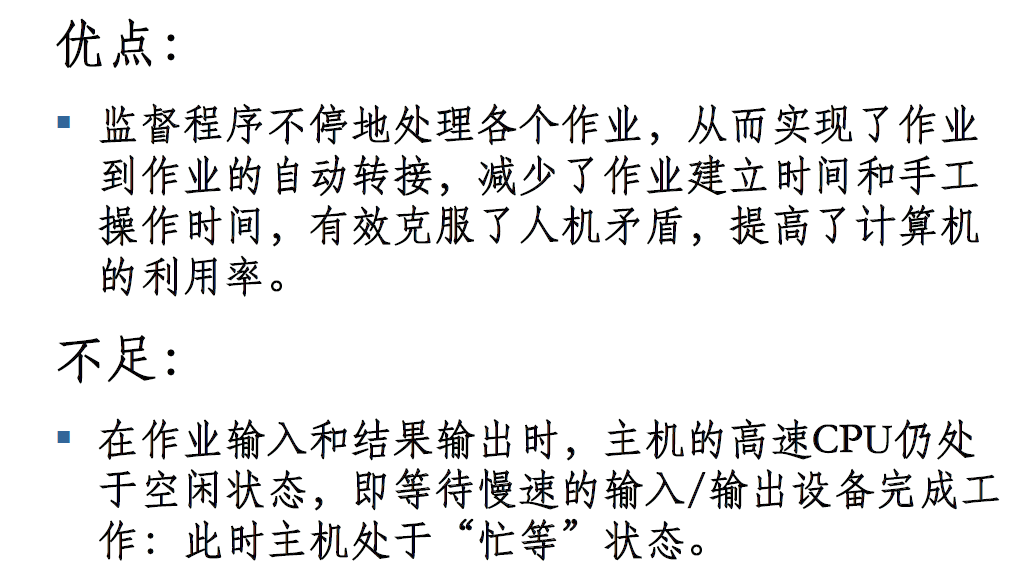 优点：
▪ 监督程序不停地处理各个作业，从而实现了作业
到作业的自动转接，减少了作业建立时间和手工
操作时间，有效克服了人机矛盾，提高了计算机
的利用率。
不足：
▪ 在作业输入和结果输出时，主机的高速CPU仍处
于空闲状态，即等待慢速的输入/输出设备完成工
作：此时主机处于“忙等”状态。